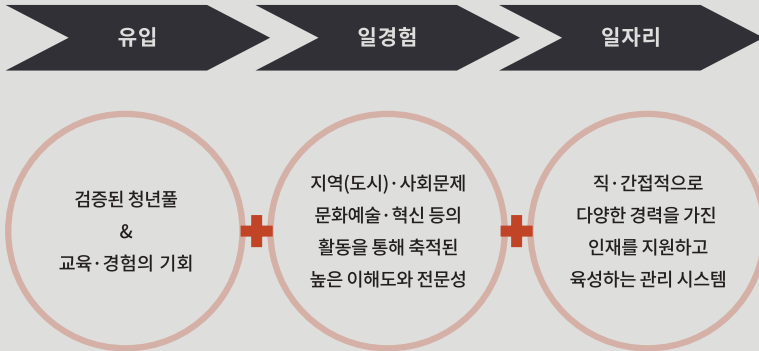 유입
일경험
일자리
검증된 청년풀
&
교육·경험의 기회
지역(도시)·사회문제
문화예술·혁신 등의
활동을 통해 축적된
높은 이해도와 전문성
직·간접적으로
다양한 경력을 가진
인재를 지원하고
육성하는 관리 시스템